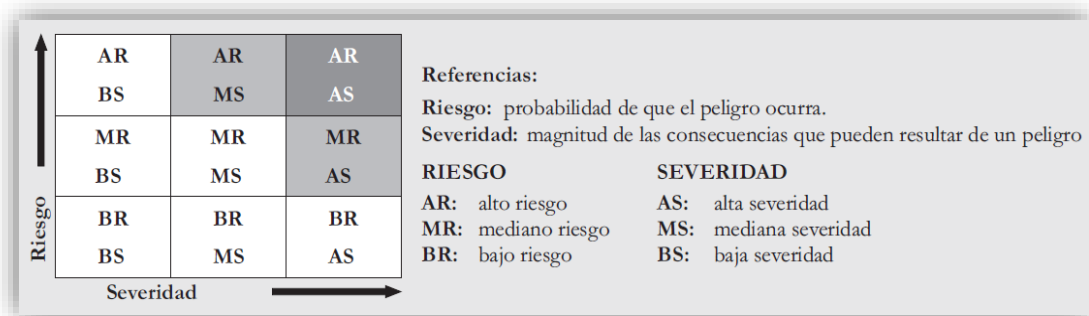 AR AR AR
BS MS AS
MR MR MR
BS MS AS
BR BR BR
BS MS AS
Riesgo
Severidad
Referencias:
Riesgo: probabilidad de que el peligro ocurra.
Severidad: magnitud de las consecuencias que pueden resultar de un peligro
RIESGO SEVERIDAD
AR: alto riesgo AS: alta severidad
MR: mediano riesgo MS: mediana severidad
BR: bajo riesgo BS: baja severidad